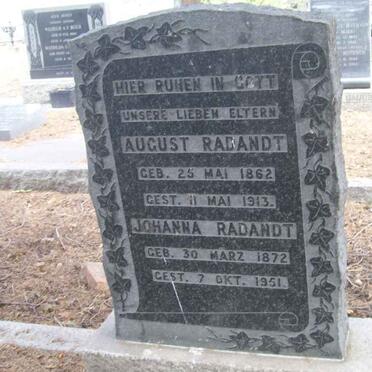 HIER RUHEN IN GOTT
UNSERE LIEBEN ELTERN
AUGUST RADANDT
GEB. 25 MAI 1862
GEST. 11 MAI 1913.
JOHANNA RADANDT
GEB. 30 MARZ 1872
GEST. 7 OKT. 1951.